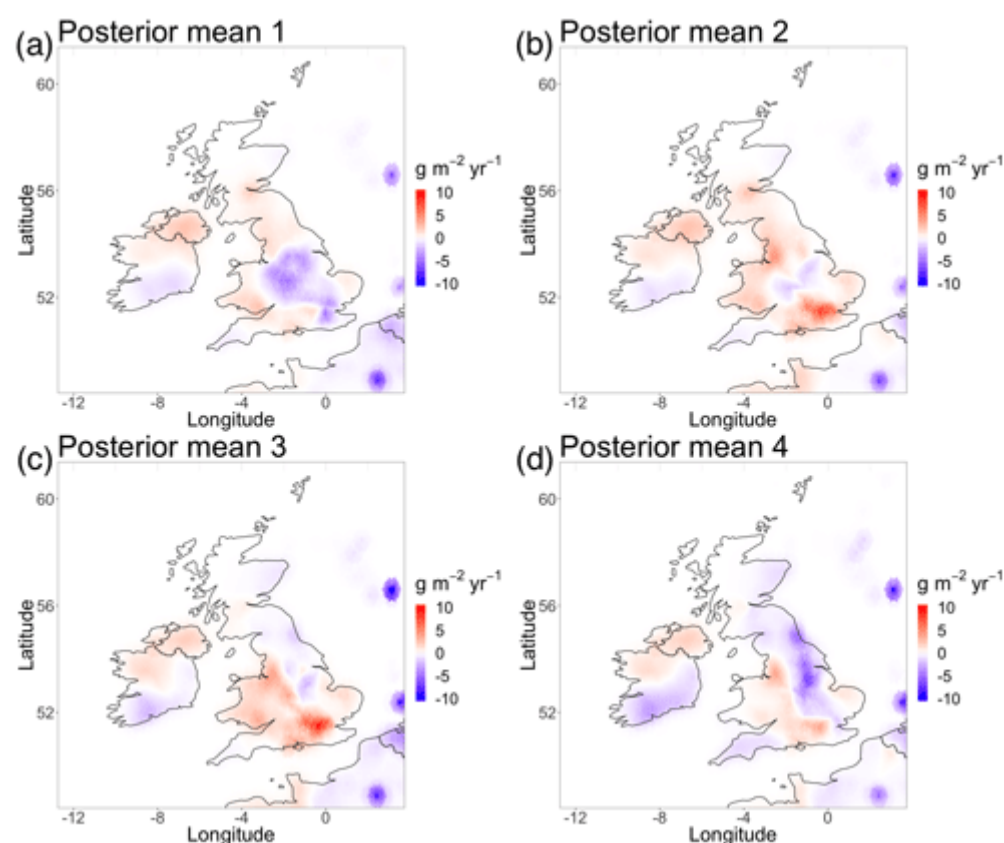 (a) Posterior mean 1
60
56
52
Latitude
-12 -8 -4 0
Longitude
g m⁻² yr⁻¹
10
5
0
-5
-10
(b) Posterior mean 2
60
56
52
Latitude
-12 -8 -4 0
Longitude
g m⁻² yr⁻¹
10
5
0
-5
-10
(c) Posterior mean 3
60
56
52
Latitude
-12 -8 -4 0
Longitude
g m⁻² yr⁻¹
10
5
0
-5
-10
(d) Posterior mean 4
60
56
52
Latitude
-12 -8 -4 0
Longitude
g m⁻² yr⁻¹
10
5
0
-5
-10